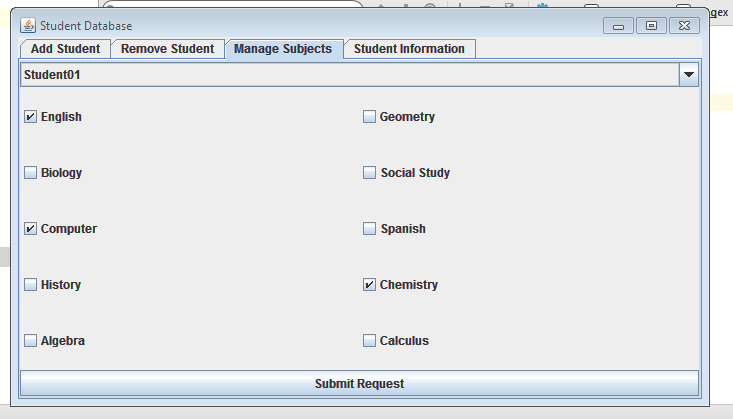 Student Database
Add Student Remove Student Manage Subjects Student Information
Student01
English Geometry
Biology Social Study
Computer Spanish
History Chemistry
Algebra Calculus
Submit Request